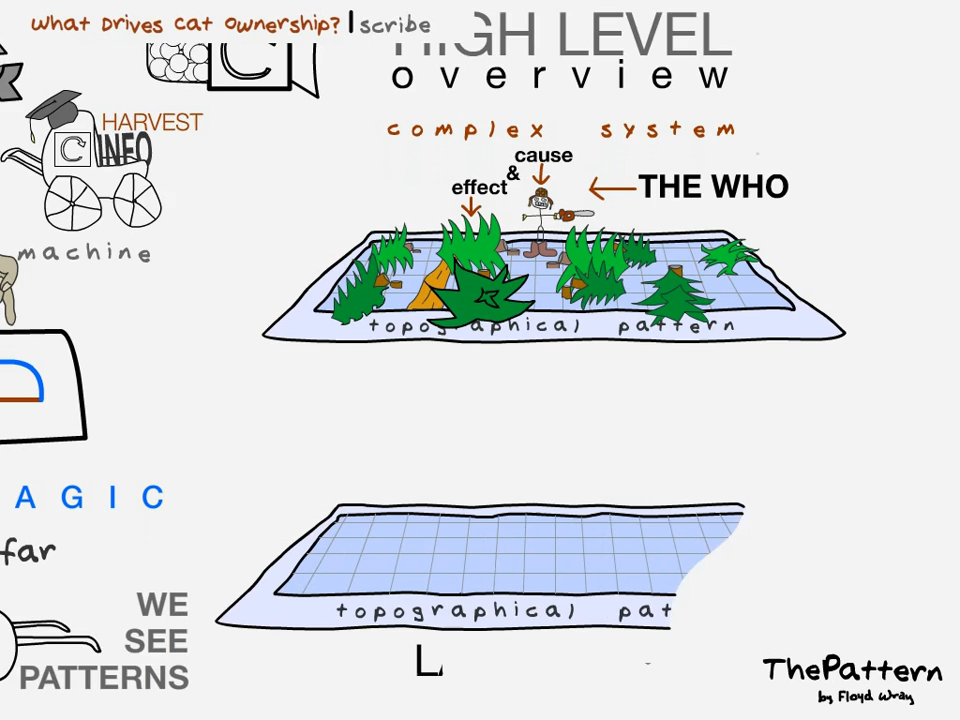 what drives cat ownership? | scribe
C
HIGH LEVEL
overview
HARVEST
C INFO
machine
complex system
cause
&
effect
THE WHO
topographical pattern
AGIC
far
WE
SEE
PATTERNS
topographical pat
L
ThePattern
by Floyd Wray